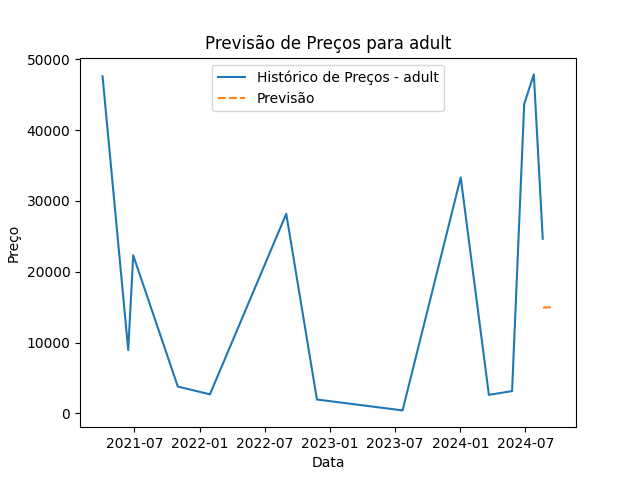 Previsão de Preços para adult
Histórico de Preços - adult
Previsão
Preço
50000
40000
30000
20000
10000
0
2021-07
2022-01
2022-07
2023-01
2023-07
2024-01
2024-07
Data